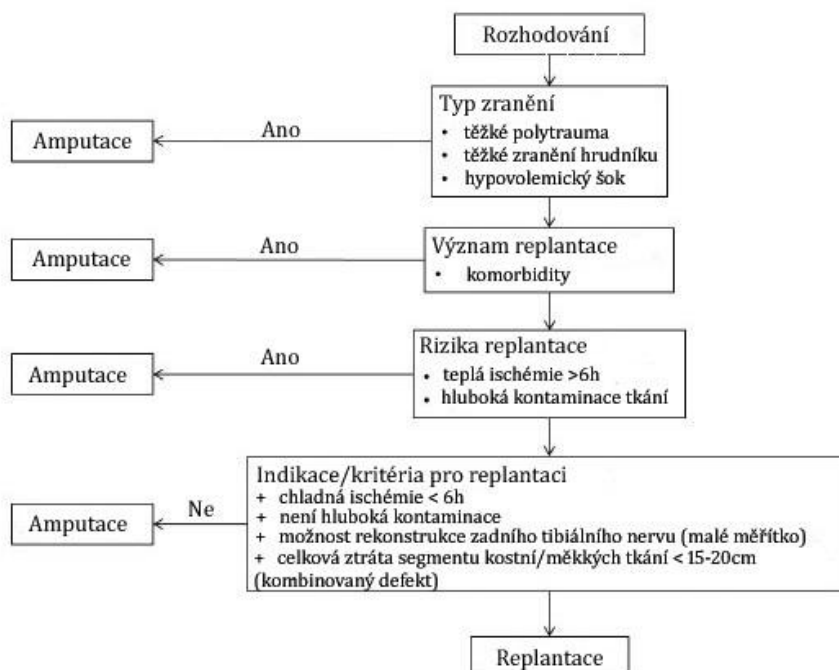 Rozhodování
Typ zranění
• těžké polytrauma
• těžké zranění hrudníku
• hypovolemický šok
Ano
Amputace
Význam replantace
• komorbidity
Ano
Amputace
Rizika replantace
• teplá ischémie >6h
• hluboká kontaminace tkání
Ano
Amputace
Indikace/kritéria pro replantaci
+ chladná ischémie < 6h
+ není hluboká kontaminace
+ možnost rekonstrukce zadního tibiálního nervu (malé měřítko)
+ celková ztráta segmentu kostní/měkkých tkání < 15-20cm
(kombinovaný defekt)
Ne
Amputace
Replantace